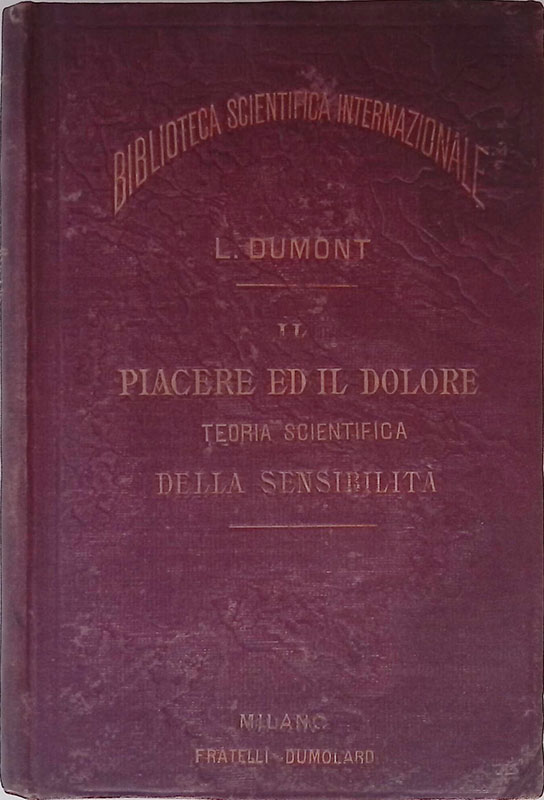 BIBLIOTECA SCIENTIFICA INTERNAZIONALE
L. DUMONT
IL
PIACERE ED IL DOLORE
TEORIA SCIENTIFICA
DELLA SENSIBILITÀ
MILANO
FRATELLI DUMOLARD